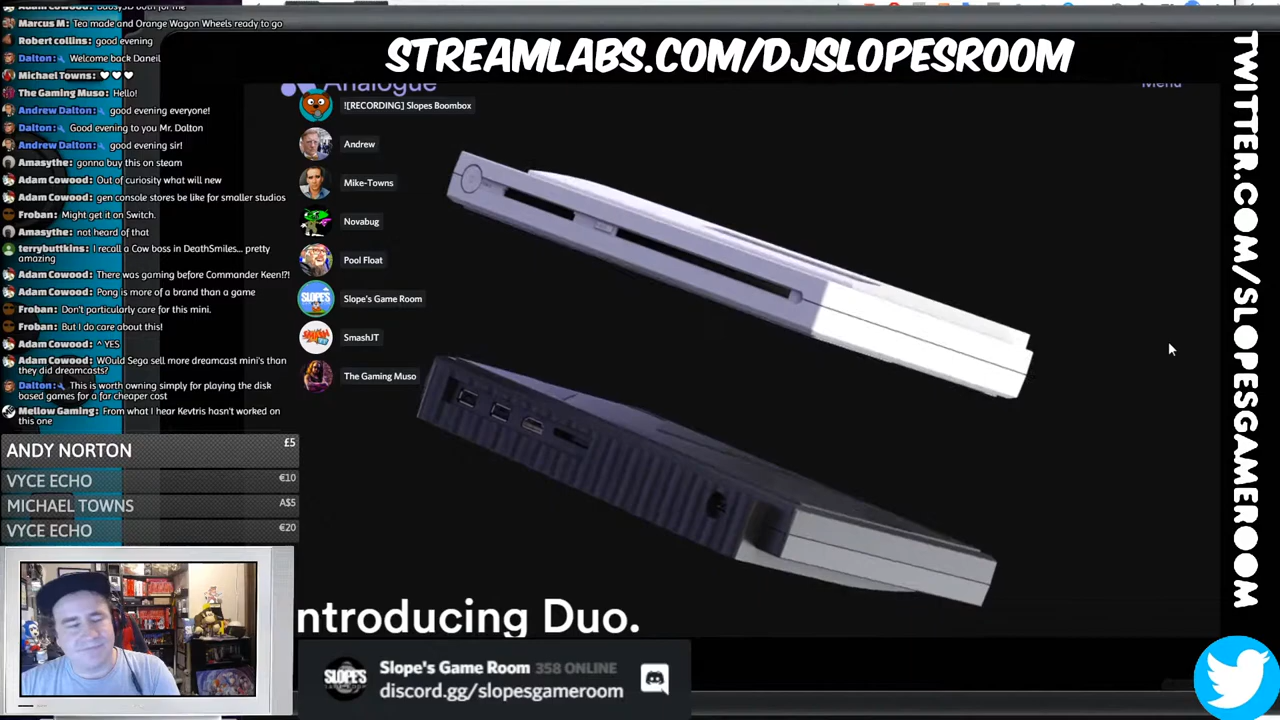 Adam Cowood: BabyJD both for me
Marcus M: Tea made and Orange Wagon Wheels ready to go
Robert collins: good evening
Dalton: Welcome back Daneil
Michael Towns: ♥♥♥
The Gaming Muso: Hello!
Andrew Dalton: good evening everyone!
Dalton: Good evening to you Mr. Dalton
Andrew Dalton: good evening sir!
Amasythe: gonna buy this on steam
Adam Cowood: Out of curiosity what will new
Adam Cowood: gen console stores be like for smaller studios
Froban: Might get it on Switch.
Amasythe: not heard of that
terrybuttkins: I recall a Cow boss in DeathSmiles... pretty
amazing
Adam Cowood: There was gaming before Commander Keen!?!
Adam Cowood: Pong is more of a brand than a game
Froban: Don't particularly care for this mini.
Froban: But I do care about this!
Adam Cowood: ^ YES
Adam Cowood: WOuld Sega sell more dreamcast mini's than
they did dreamcasts?
Dalton: This is worth owning simply for playing the disk
based games for a far cheaper cost
Mellow Gaming: From what I hear Kevtris hasn't worked on
this one
ANDY NORTON £5
VYCE ECHO €10
MICHAEL TOWNS A$5
VYCE ECHO €20
STREAMLABS.COM/DJSLOPESROOM
Analogue
Menu
![RECORDING] Slopes Boombox
Andrew
Mike-Towns
Novabug
Pool Float
Slope's Game Room
SmashJT
The Gaming Muso
ntroducing Duo.
SLOPE'S
Slope's Game Room 358 ONLINE
discord.gg/slopesgameroom
TWITTER.COM/SLOPESGAMEROOM